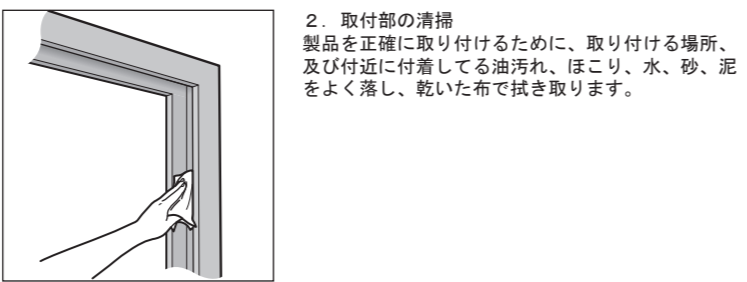 ２．取付部の清掃
製品を正確に取り付けるために、取り付ける場所、
及び付近に付着してる油汚れ、ほこり、水、砂、泥
をよく落し、乾いた布で拭き取ります。